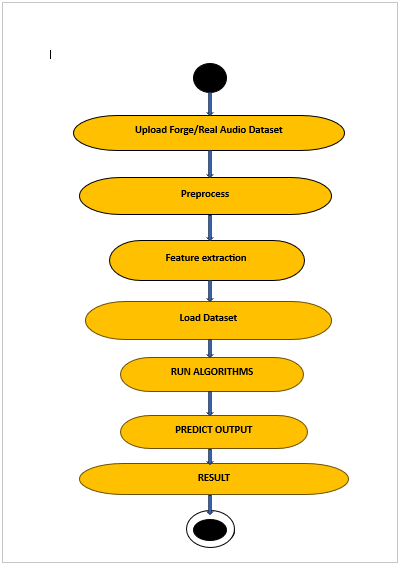 Upload Forge/Real Audio Dataset
Preprocess
Feature extraction
Load Dataset
RUN ALGORITHMS
PREDICT OUTPUT
RESULT